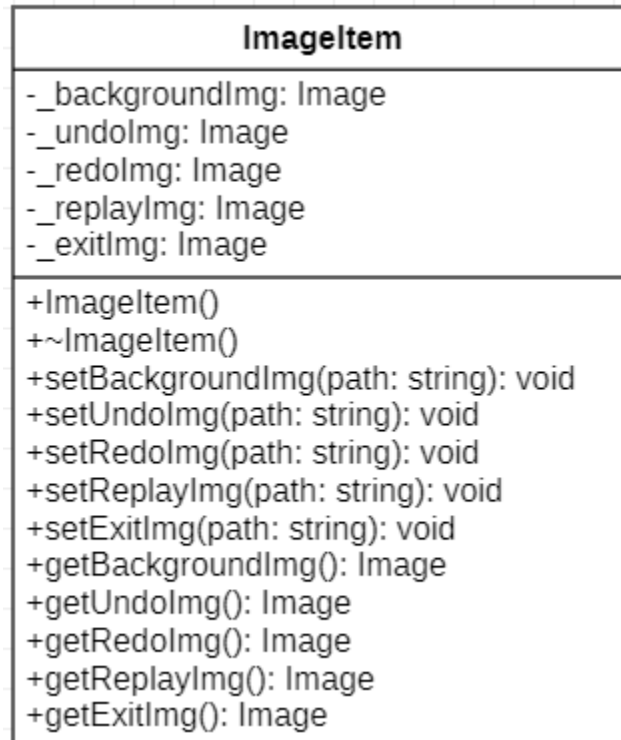 ImageItem
-_backgroundImg: Image
-_undoImg: Image
-_redoImg: Image
-_replayImg: Image
-_exitImg: Image
+ImageItem()
+~ImageItem()
+setBackgroundImg(path: string): void
+setUndoImg(path: string): void
+setRedoImg(path: string): void
+setReplayImg(path: string): void
+setExitImg(path: string): void
+getBackgroundImg(): Image
+getUndoImg(): Image
+getRedoImg(): Image
+getReplayImg(): Image
+getExitImg(): Image